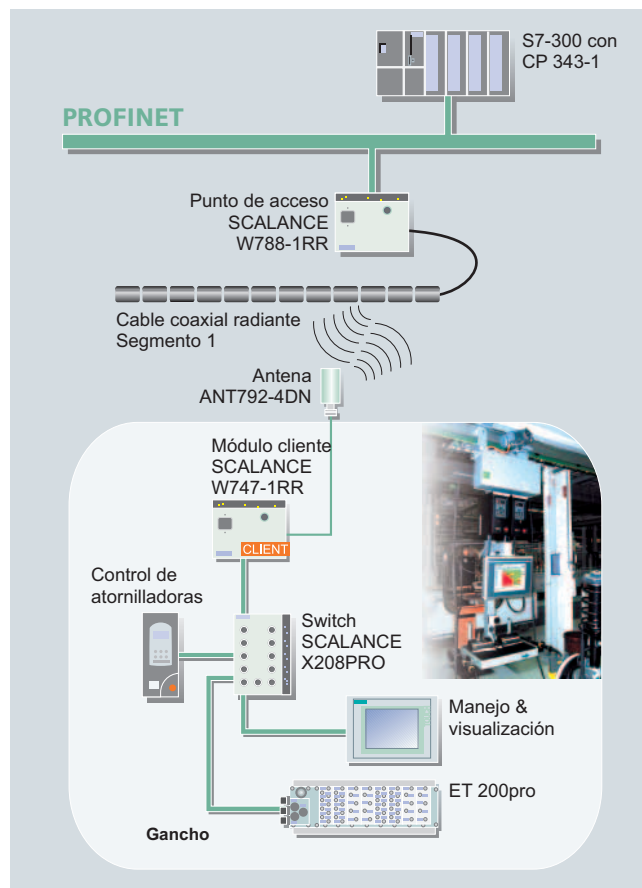 S7-300 con
CP 343-1
PROFINET
Punto de acceso
SCALANCE
W788-1RR
Cable coaxial radiante
Segmento 1
Antena
ANT792-4DN
Módulo cliente
SCALANCE
W747-1RR
CLIENT
Control de
atornilladoras
Switch
SCALANCE
X208PRO
Manejo &
visualización
ET 200pro
Gancho